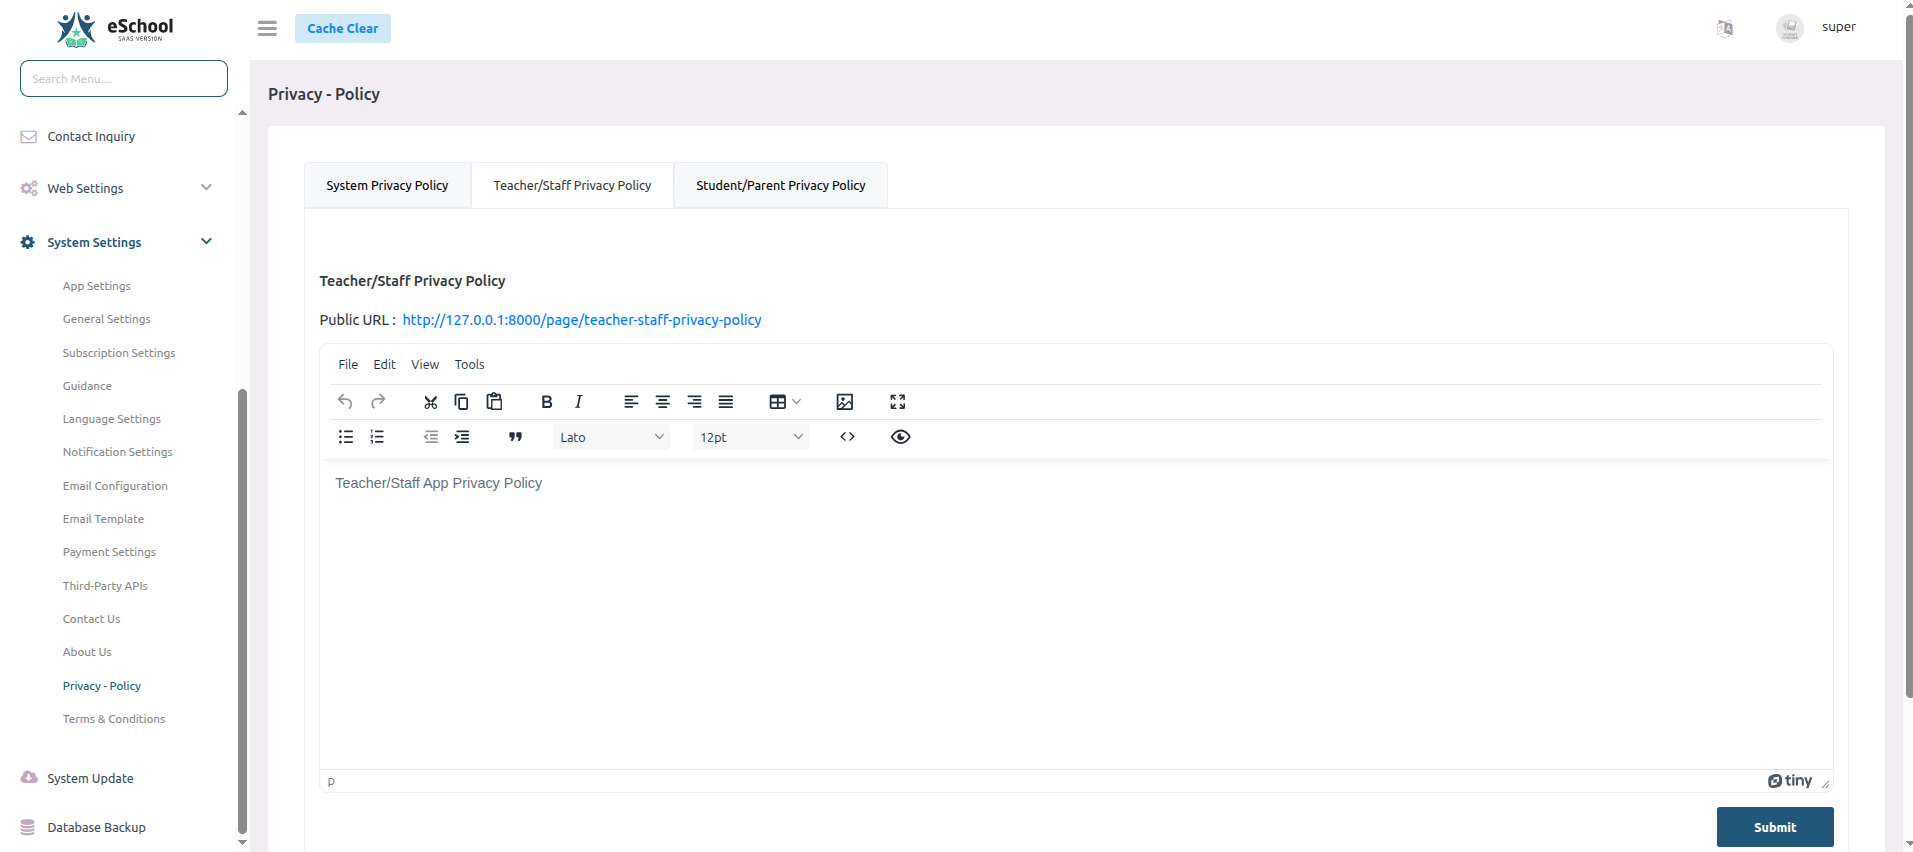 eSchool
SAAS VERSION
Cache Clear
super
Search Menu....
Contact Inquiry
Web Settings
System Settings
App Settings
General Settings
Subscription Settings
Guidance
Language Settings
Notification Settings
Email Configuration
Email Template
Payment Settings
Third-Party APIs
Contact Us
About Us
Privacy - Policy
Terms & Conditions
System Update
Database Backup
Privacy - Policy
System Privacy Policy
Teacher/Staff Privacy Policy
Student/Parent Privacy Policy
Teacher/Staff Privacy Policy
Public URL : http://127.0.0.1:8000/page/teacher-staff-privacy-policy
File Edit View Tools
B I
Lato 12pt
Teacher/Staff App Privacy Policy
p
tiny
Submit